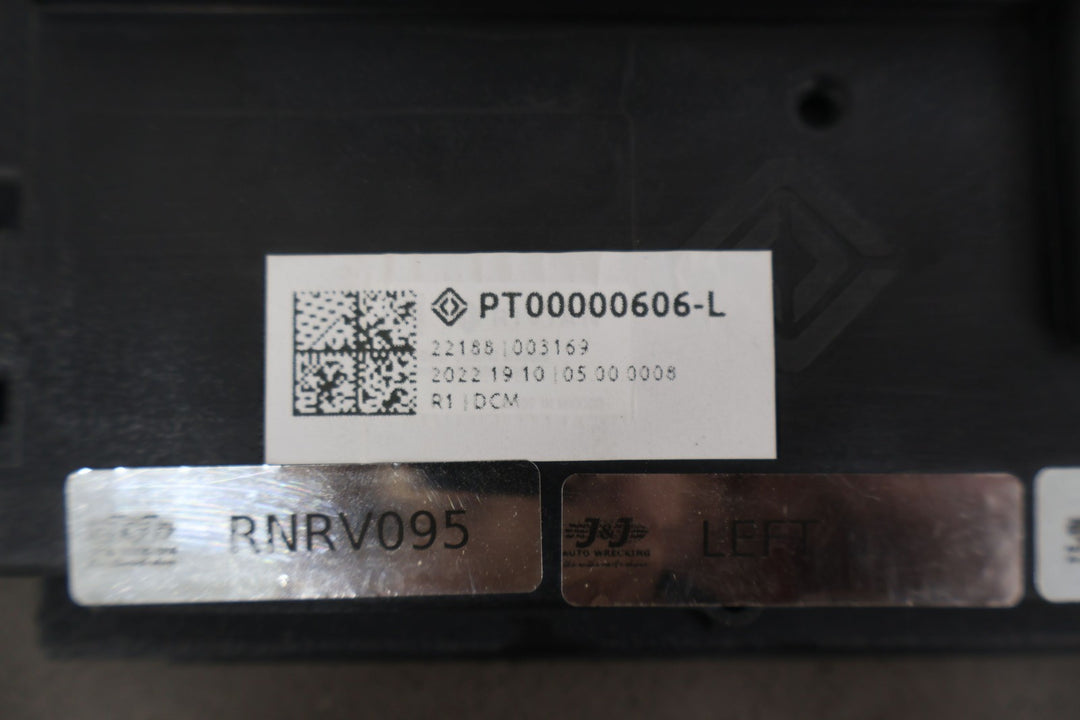 PT00000606-L
22188 | 003169
2022 19 10 | 05 00 0008
R1 | DCM
RNRV095
J&J
AUTO WRECKING
LEFT